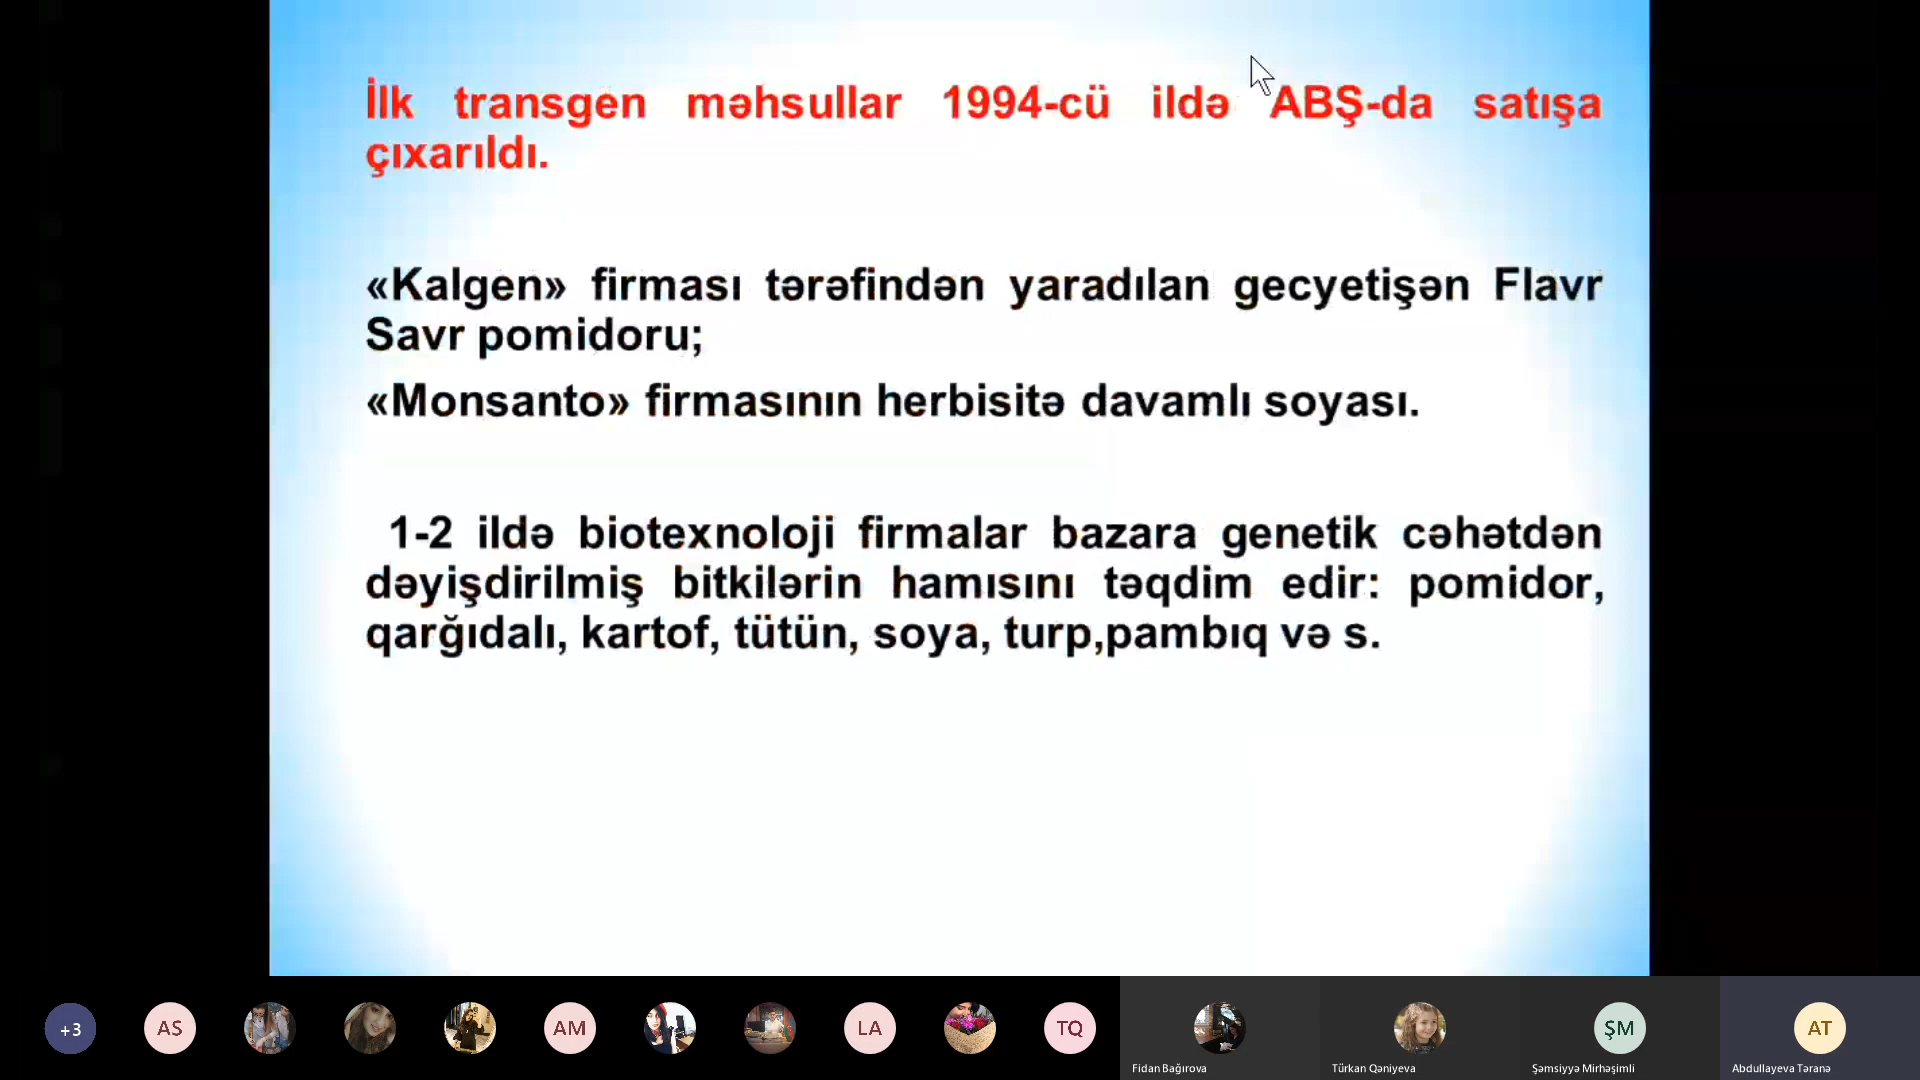 İlk transgen məhsullar 1994-cü ildə ABŞ-da satışa
çıxarıldı.
«Kalgen» firması tərəfindən yaradılan gecyetişən Flavr
Savr pomidoru;
«Monsanto» firmasının herbisitə davamlı soyası.
1-2 ildə biotexnoloji firmalar bazara genetik cəhətdən
dəyişdirilmiş bitkilərin hamısını təqdim edir: pomidor,
qarğıdalı, kartof, tütün, soya, turp,pambıq və s.
+3
AS
AM
LA
TQ
ŞM
AT
Fidan Bağırova
Türkan Qəniyeva
Şəmsiyyə Mirhəşimli
Abdullayeva Təranə